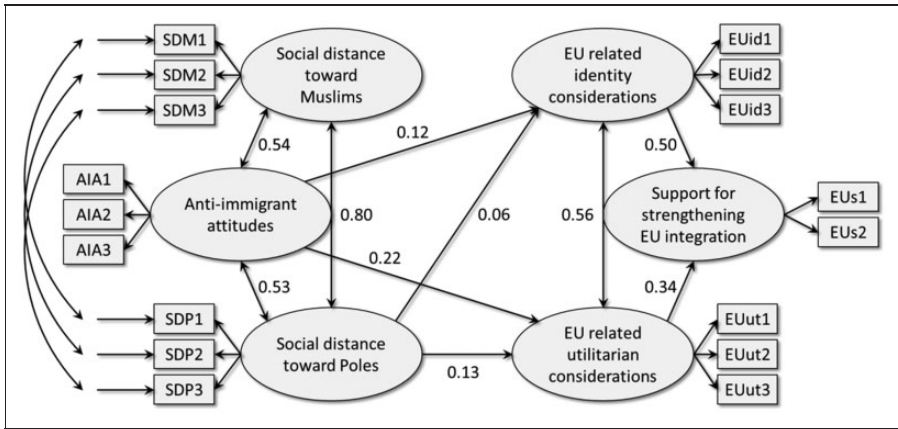 SDM1
SDM2
SDM3
Social distance
toward
Muslims
EU related
identity
considerations
EUid1
EUid2
EUid3
0.54
0.12
0.50
AIA1
AIA2
AIA3
Anti-immigrant
attitudes
0.80
0.06
0.56
Support for
strengthening
EU integration
EUs1
EUs2
0.22
0.53
0.34
SDP1
SDP2
SDP3
Social distance
toward Poles
0.13
EU related
utilitarian
considerations
EUut1
EUut2
EUut3